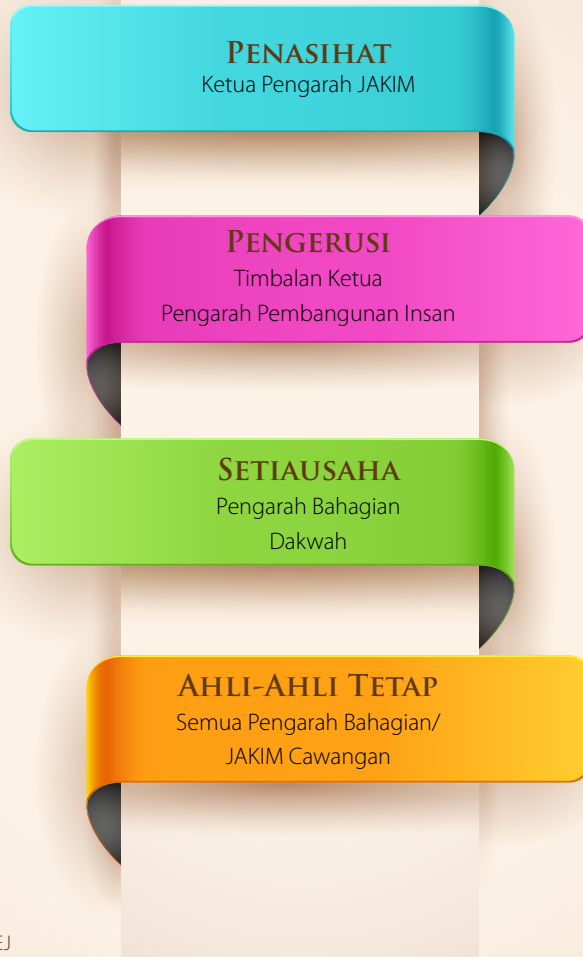 PENASIHAT
Ketua Pengarah JAKIM
PENGERUSI
Timbalan Ketua
Pengarah Pembangunan Insan
SETIAUSAHA
Pengarah Bahagian
Dakwah
AHLI-AHLI TETAP
Semua Pengarah Bahagian/
JAKIM Cawangan
EJ